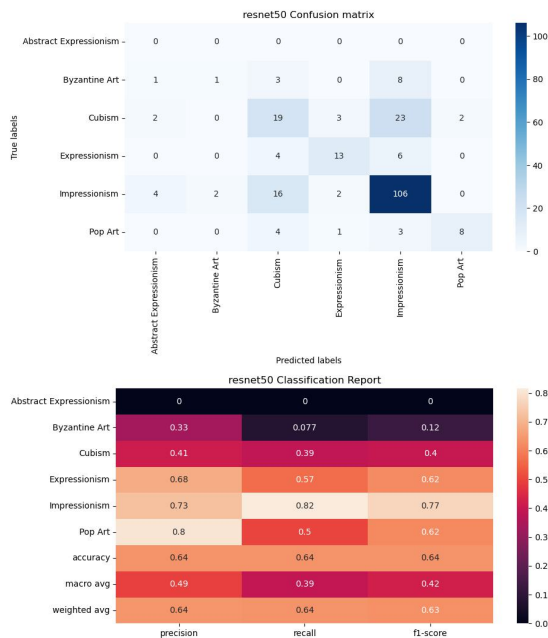 resnet50 Confusion matrix
True labels
Abstract Expressionism 0 0 0 0 0 0
Byzantine Art 1 1 3 0 8 0
Cubism 2 0 19 3 23 2
Expressionism 0 0 4 13 6 0
Impressionism 4 2 16 2 106 0
Pop Art 0 0 4 1 3 8
100
80
60
40
20
0
Abstract Expressionism
Byzantine Art
Cubism
Expressionism
Impressionism
Pop Art
Predicted labels
resnet50 Classification Report
Abstract Expressionism 0 0 0
Byzantine Art 0.33 0.077 0.12
Cubism 0.41 0.39 0.4
Expressionism 0.68 0.57 0.62
Impressionism 0.73 0.82 0.77
Pop Art 0.8 0.5 0.62
accuracy 0.64 0.64 0.64
macro avg 0.49 0.39 0.42
weighted avg 0.64 0.64 0.63
precision recall f1-score
0.8
0.7
0.6
0.5
0.4
0.3
0.2
0.1
0.0